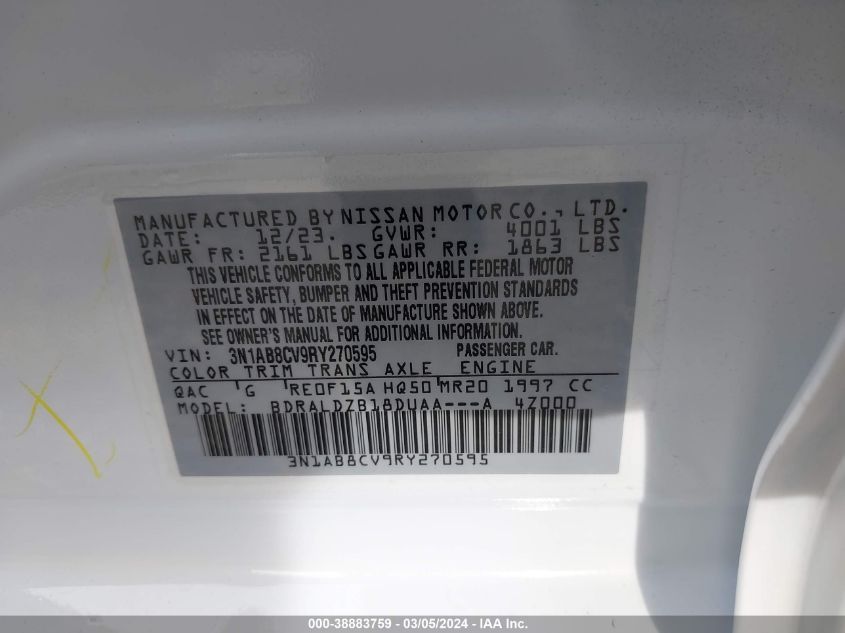 MANUFACTURED BY NISSAN MOTOR CO., LTD.
DATE: 12/23. GVWR: 4001 LBS
GAWR FR: 2161 LBS GAWR RR: 1863 LBS
THIS VEHICLE CONFORMS TO ALL APPLICABLE FEDERAL MOTOR
VEHICLE SAFETY, BUMPER AND THEFT PREVENTION STANDARDS
IN EFFECT ON THE DATE OF MANUFACTURE SHOWN ABOVE.
SEE OWNER'S MANUAL FOR ADDITIONAL INFORMATION.
VIN: 3N1AB8CV9RY270595 PASSENGER CAR.
COLOR TRIM TRANS AXLE ENGINE
QAC G RE0F15A HQ50 MR20 1997 CC
MODEL: BDRALDZB18DUAA---A 4Z000
3N1AB8CV9RY270595
000-38883759 - 03/05/2024 - IAA Inc.